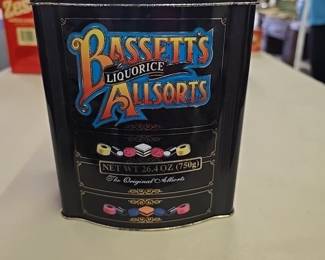 BASSETT'S
LIQUORICE
ALLSORTS
NET WT 26.4 OZ (750g)
The Original Allsorts